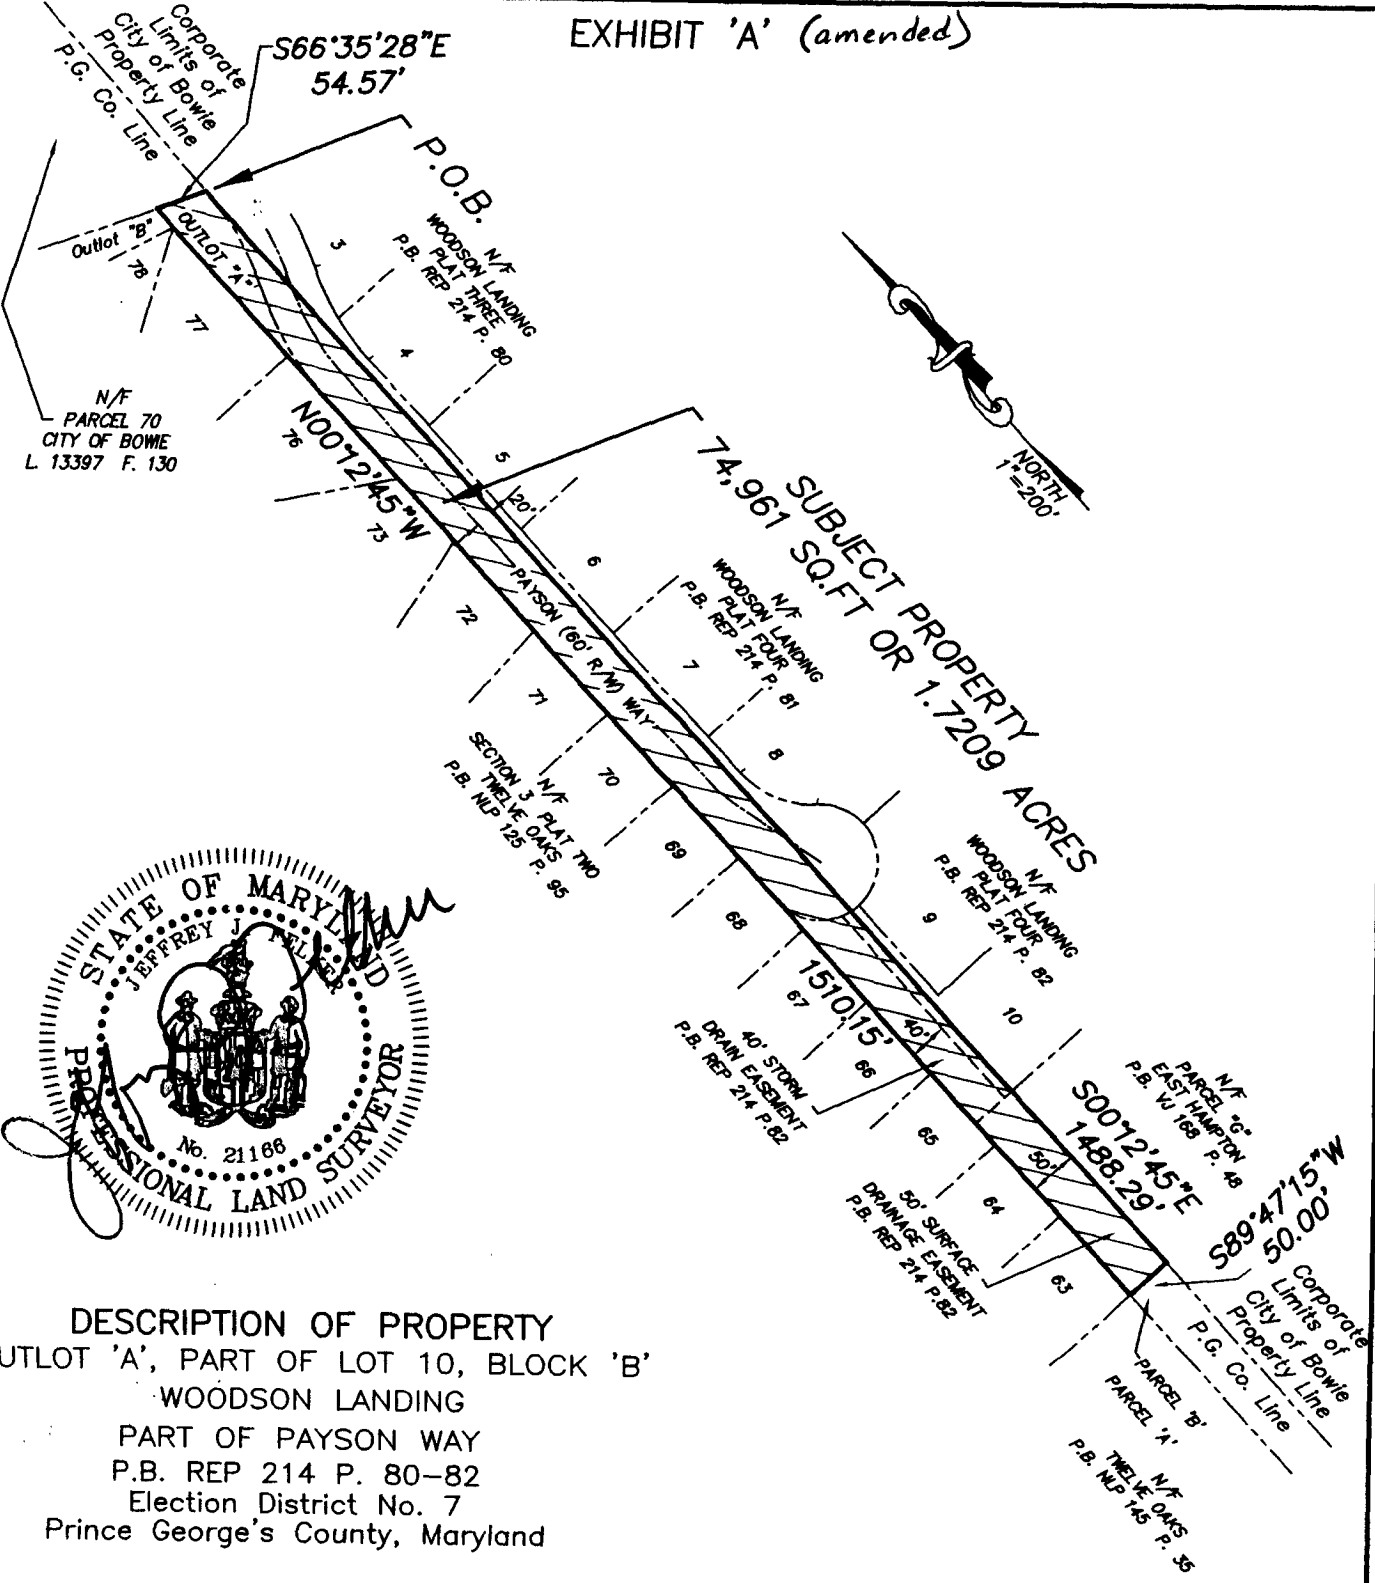 EXHIBIT 'A' (amended)
Corporate
Limits of
City of Bowie
Property Line
P.G. Co. Line
S66°35'28"E
54.57'
P.O.B.
Outlot "B"
OUTLOT "A"
78
77
76
73
72
71
70
69
68
67
66
65
64
63
3
4
5
6
7
8
9
10
N/F
WOODSON LANDING
PLAT THREE
P.B. REP 214 P. 80
N/F
PARCEL 70
CITY OF BOWIE
L. 13397 F. 130
N00°12'45"W
1510.15'
20'
PAYSON (60' R/W) WAY
SUBJECT PROPERTY
74,961 SQ.FT OR 1.7209 ACRES
NORTH
1"=200'
N/F
WOODSON LANDING
PLAT FOUR
P.B. REP 214 P. 81
N/F
SECTION 3 PLAT TWO
TWELVE OAKS
P.B. NLP 125 P. 95
N/F
WOODSON LANDING
PLAT FOUR
P.B. REP 214 P. 82
40'
40' STORM
DRAIN EASEMENT
P.B. REP 214 P.82
50'
50' SURFACE
DRAINAGE EASEMENT
P.B. REP 214 P.82
N/F
PARCEL "G"
EAST HAMPTON
P.B. VJ 168 P. 48
S00°12'45"E
1488.29'
S89°47'15"W
50.00'
Corporate
Limits of
City of Bowie
Property Line
P.G. Co. Line
PARCEL 'B'
PARCEL 'A'
N/F
TWELVE OAKS
P.B. NLP 145 P. 35
STATE OF MARYLAND
JEFFREY J.
No. 21166
PROFESSIONAL LAND SURVEYOR
DESCRIPTION OF PROPERTY
UTLOT 'A', PART OF LOT 10, BLOCK 'B'
WOODSON LANDING
PART OF PAYSON WAY
P.B. REP 214 P. 80-82
Election District No. 7
Prince George's County, Maryland